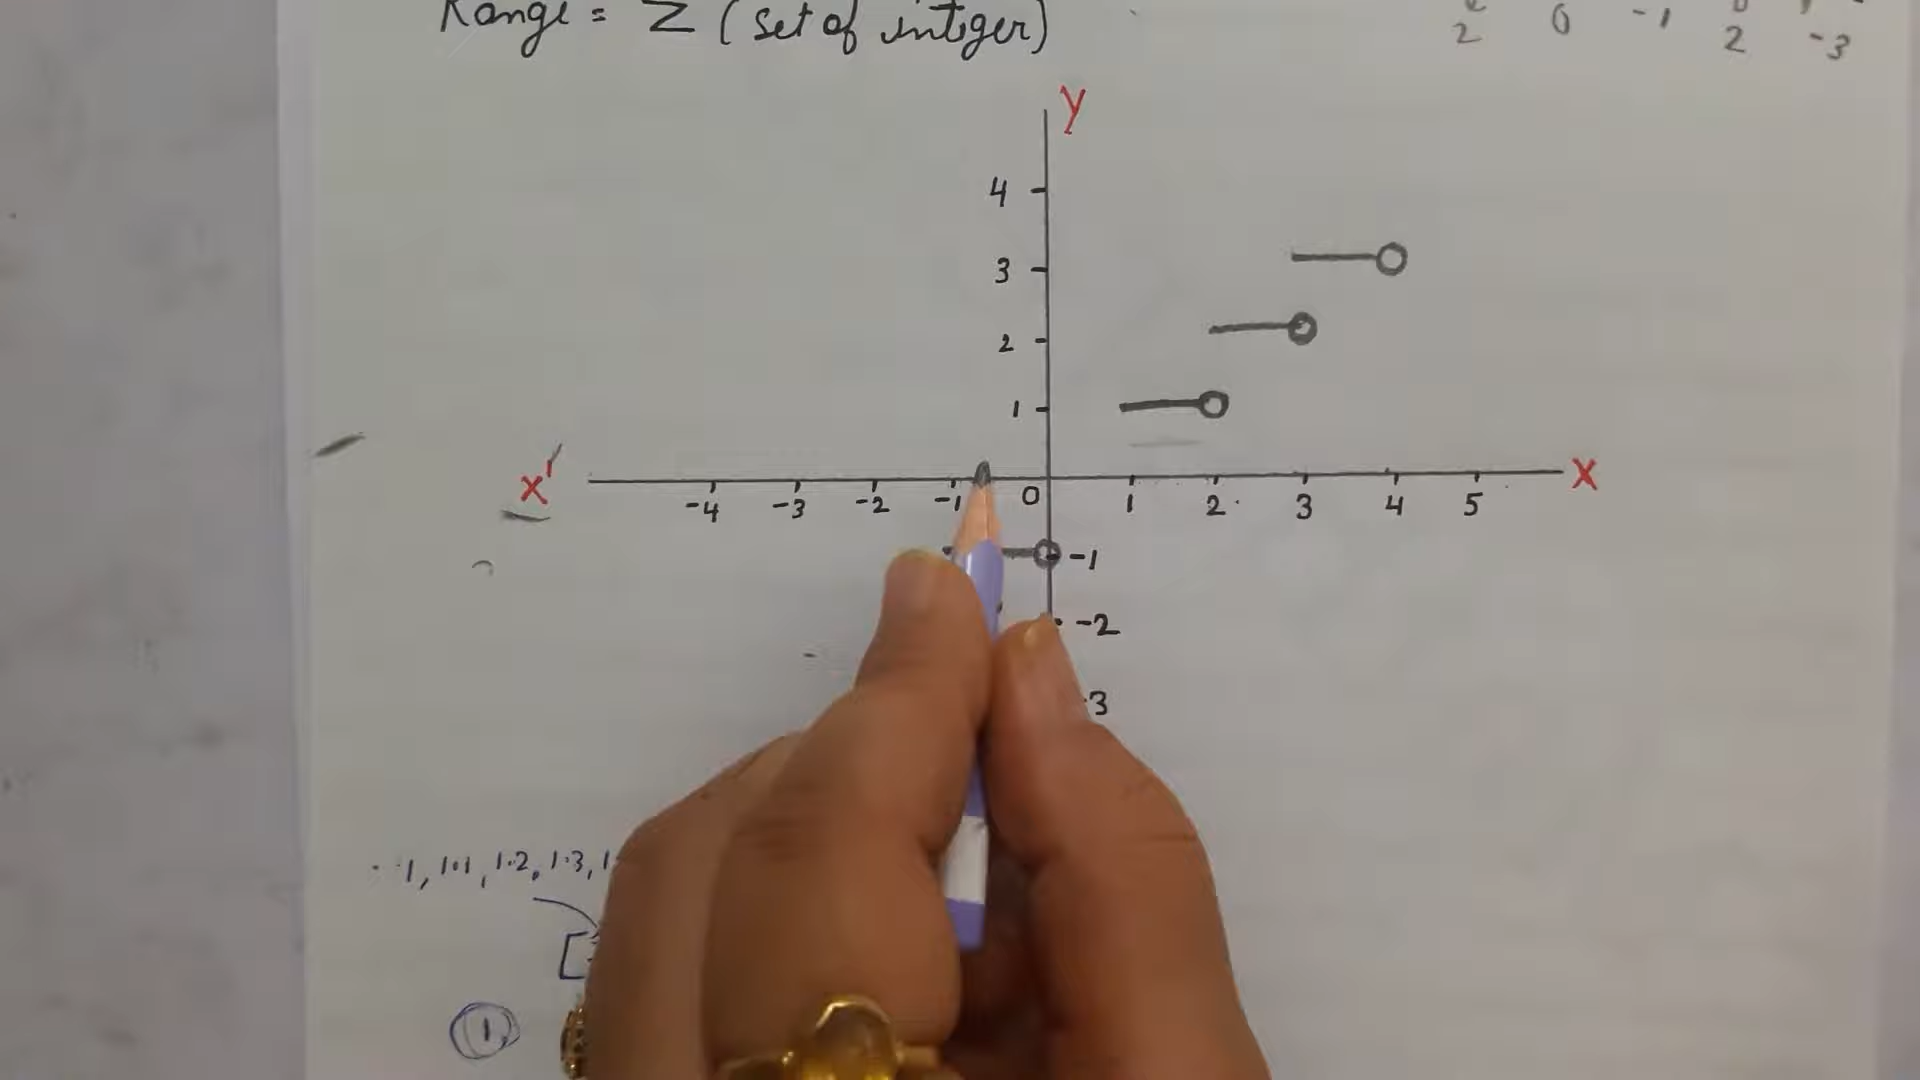 Range = Z (set of integer)
2 0 -1 2 -3
y
4
3
2
1
x' -4 -3 -2 -1 0 1 2 3 4 5 x
-1
-2
3
1, 1.1, 1.2, 1.3, 1
[
1